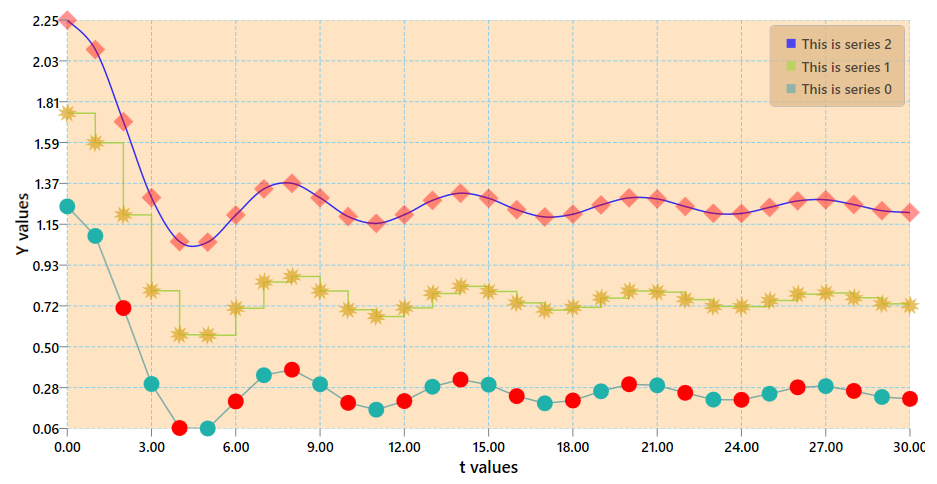 2.25
2.03
1.81
1.59
1.37
1.15
0.93
0.72
0.50
0.28
0.06
Y values
This is series 2
This is series 1
This is series 0
0.00 3.00 6.00 9.00 12.00 15.00 18.00 21.00 24.00 27.00 30.00
t values